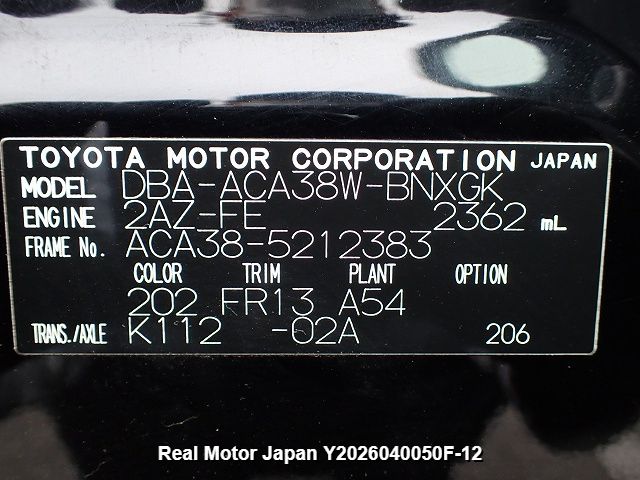 TOYOTA MOTOR CORPORATION JAPAN
MODEL DBA-ACA38W-BNXGK
ENGINE 2AZ-FE 2362 mL
FRAME No. ACA38-5212383
COLOR TRIM PLANT OPTION
202 FR13 A54
TRANS./AXLE K112 -02A 206
Real Motor Japan Y2026040050F-12